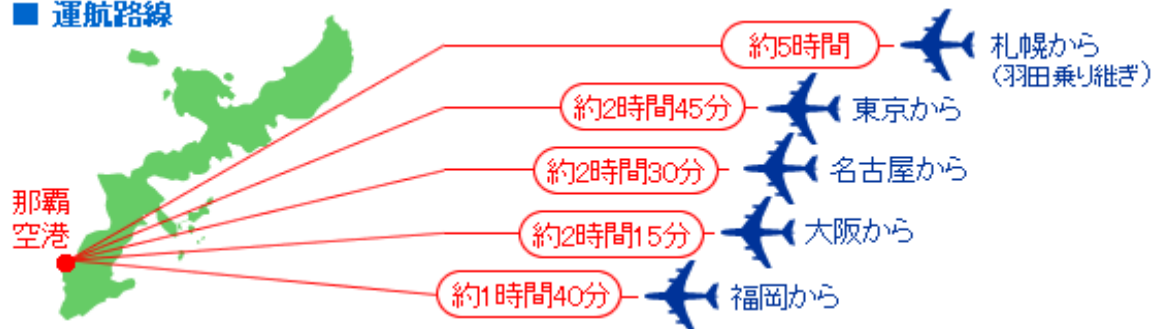 ■ 運航路線
約5時間
札幌から
(羽田乗り継ぎ)
約2時間45分
東京から
約2時間30分
名古屋から
那覇
空港
約2時間15分
大阪から
約1時間40分
福岡から